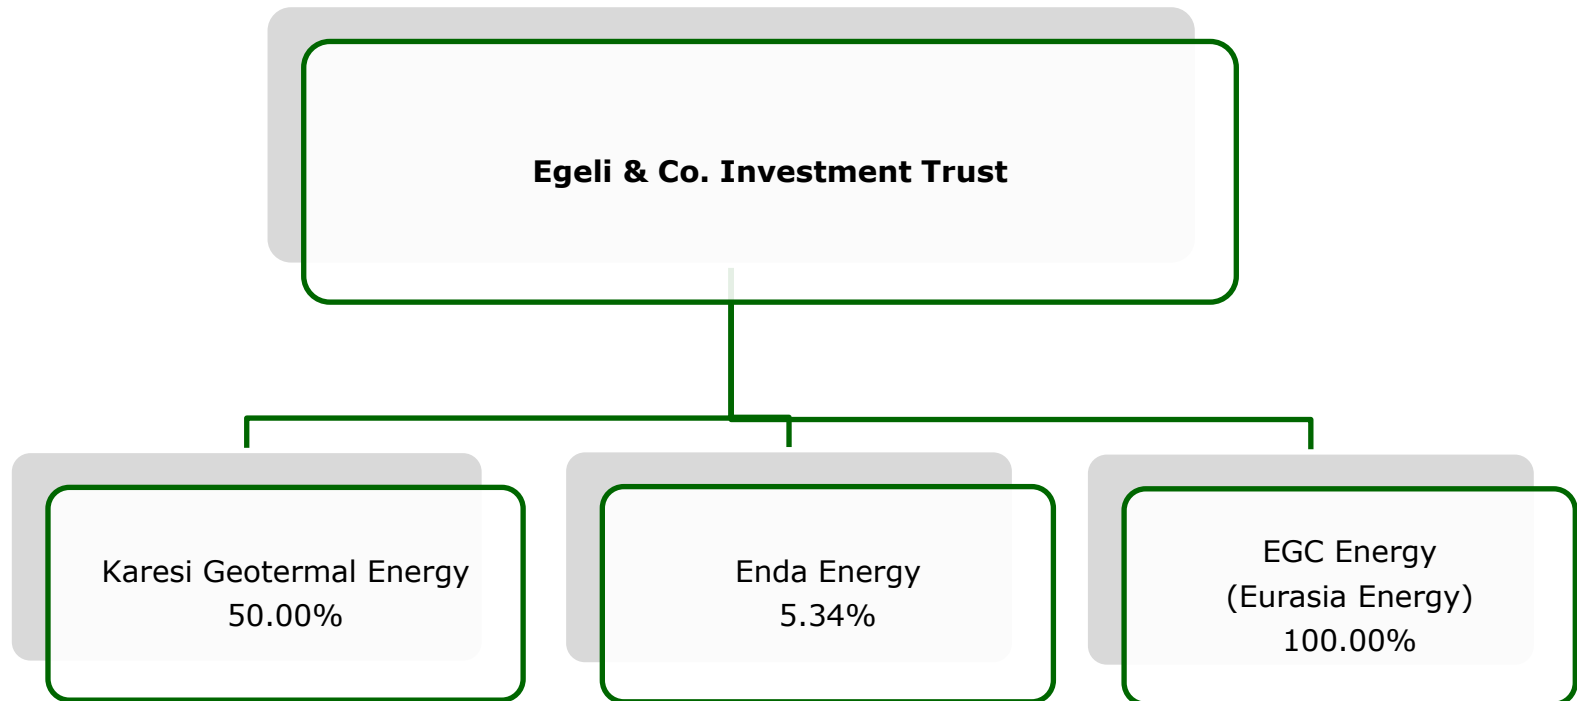 Egeli & Co. Investment Trust
Karesi Geotermal Energy
50.00%
Enda Energy
5.34%
EGC Energy
(Eurasia Energy)
100.00%